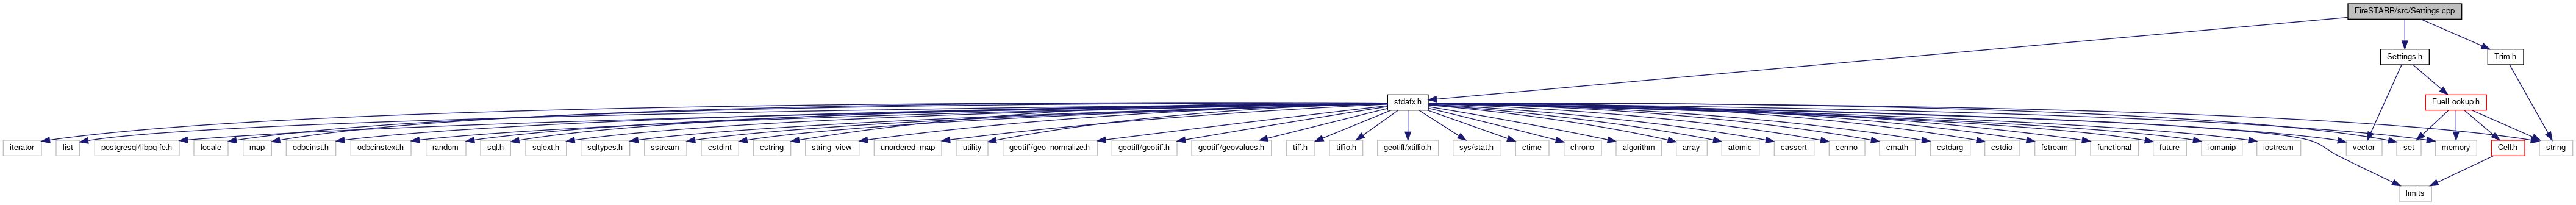 FireSTARR/src/Settings.cpp
Settings.h
Trim.h
stdafx.h
FuelLookup.h
iterator
list
postgresql/libpq-fe.h
locale
map
odbcinst.h
odbcinstext.h
random
sql.h
sqlext.h
sqltypes.h
sstream
cstdint
cstring
string_view
unordered_map
utility
geotiff/geo_normalize.h
geotiff/geotiff.h
geotiff/geovalues.h
tiff.h
tiffio.h
geotiff/xtiffio.h
sys/stat.h
ctime
chrono
algorithm
array
atomic
cassert
cerrno
cmath
cstdarg
cstdio
fstream
functional
future
iomanip
iostream
vector
set
memory
Cell.h
string
limits